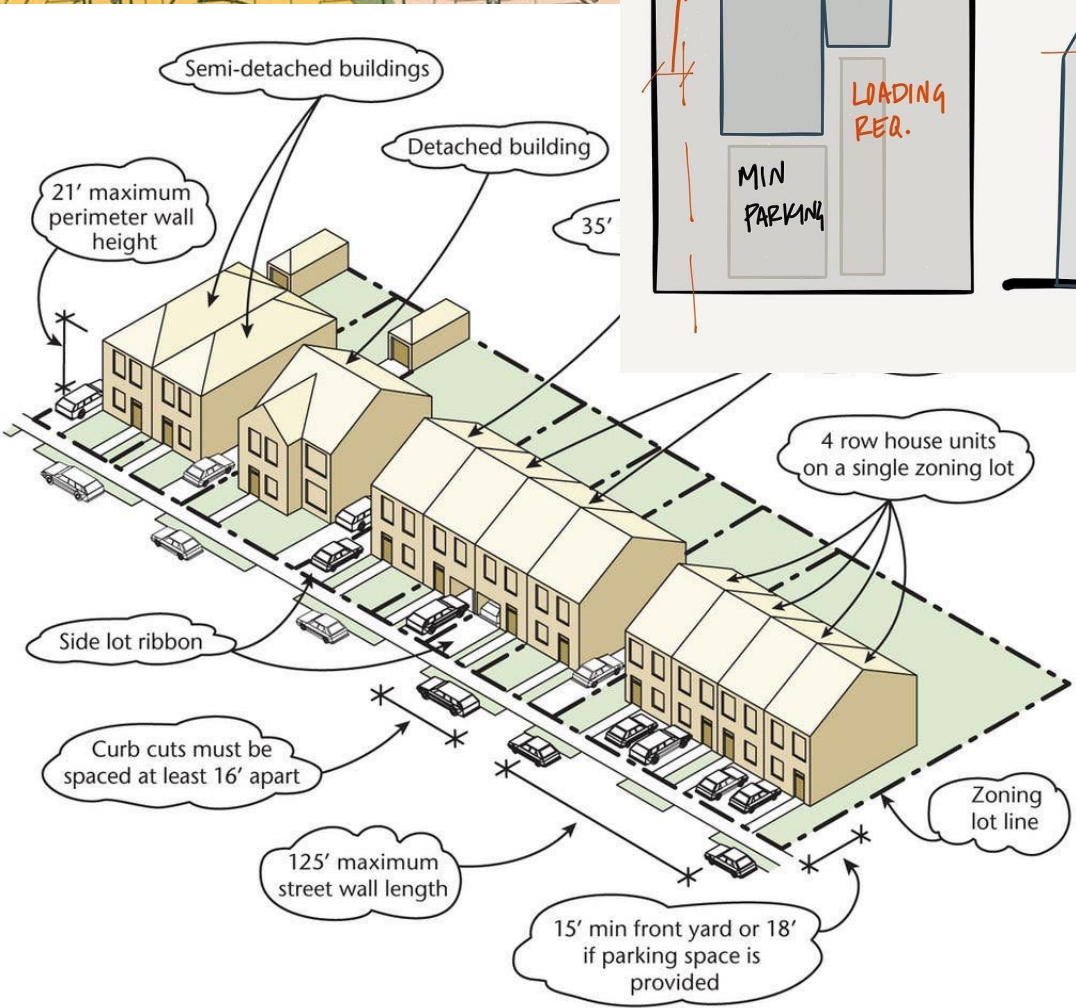 Semi-detached buildings
Detached building
21′ maximum
perimeter wall
height
35′
LOADING
REQ.
MIN
PARKING
4 row house units
on a single zoning lot
Side lot ribbon
Curb cuts must be
spaced at least 16′ apart
Zoning
lot line
125′ maximum
street wall length
15′ min front yard or 18′
if parking space is
provided